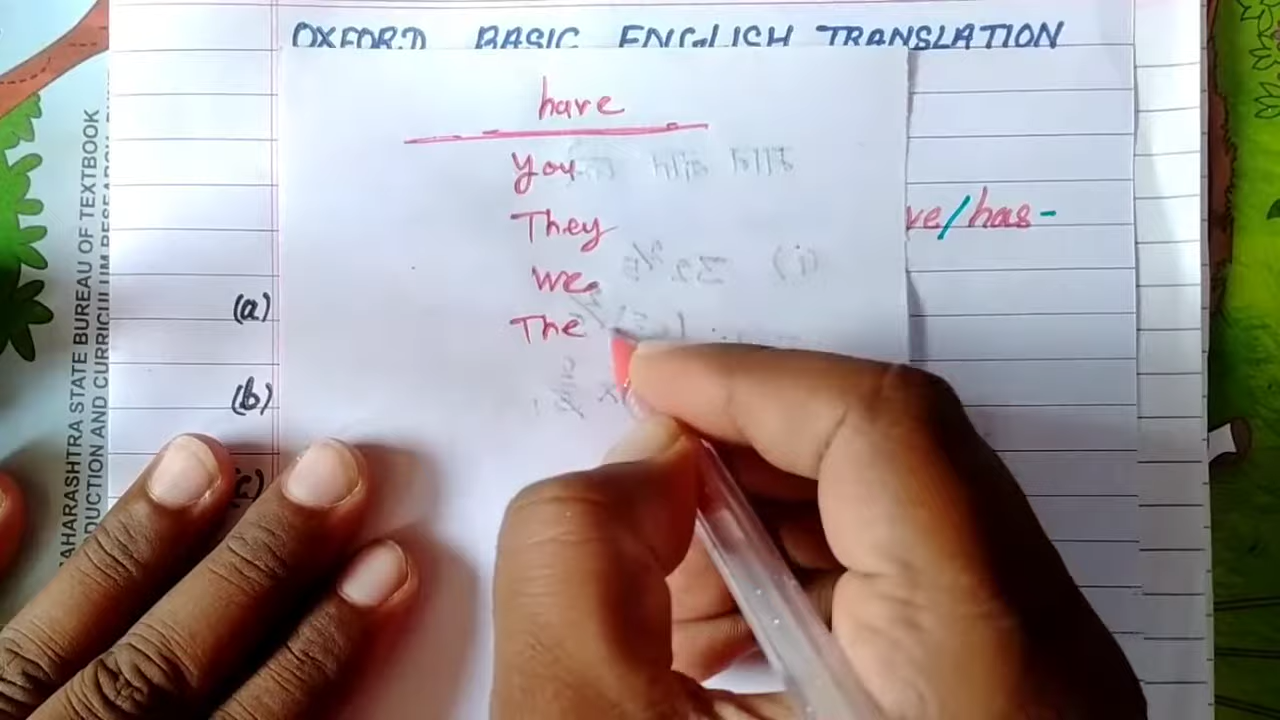 OXFORD BASIC ENGLISH TRANSLATION
have
You
They
we
The
ve/has-
(a)
(b)
(c)
MAHARASHTRA STATE BUREAU OF TEXTBOOK
DUCTION AND CURRICULUM RESEARCH